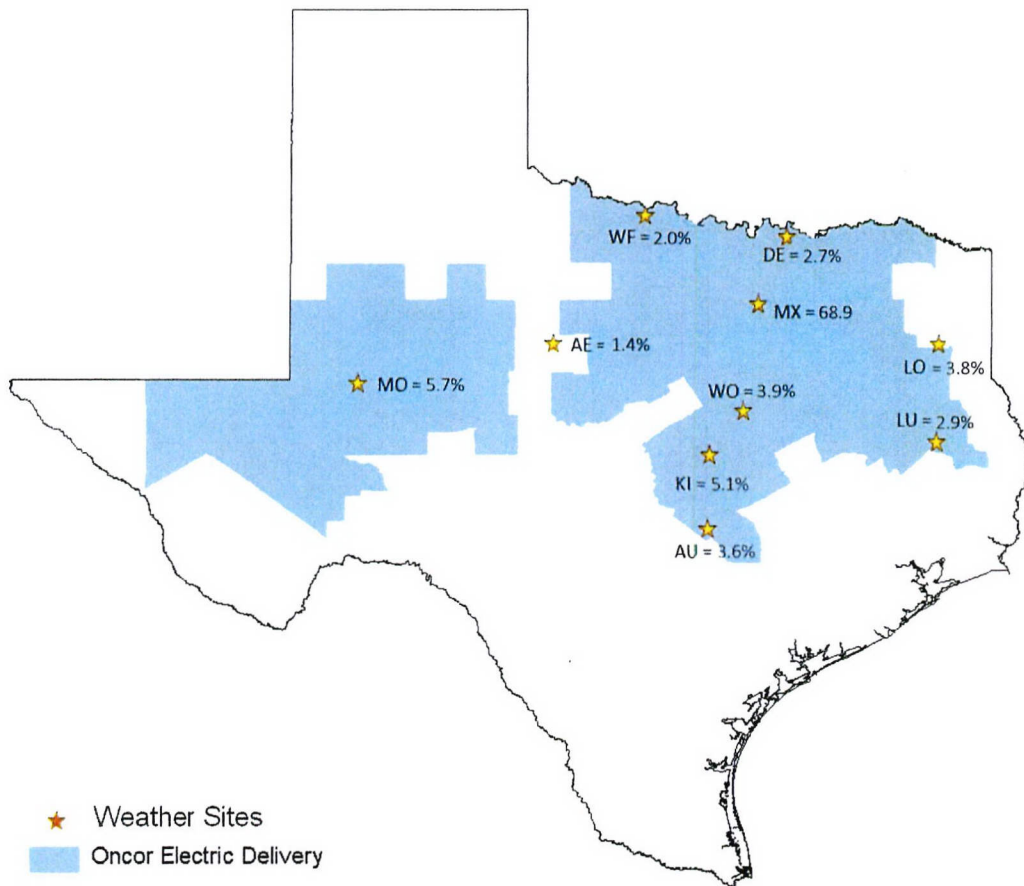 WF = 2.0%
DE = 2.7%
MX = 68.9
AE = 1.4%
LO = 3.8%
MO = 5.7%
WO = 3.9%
LU = 2.9%
KI = 5.1%
AU = 3.6%
Weather Sites
Oncor Electric Delivery